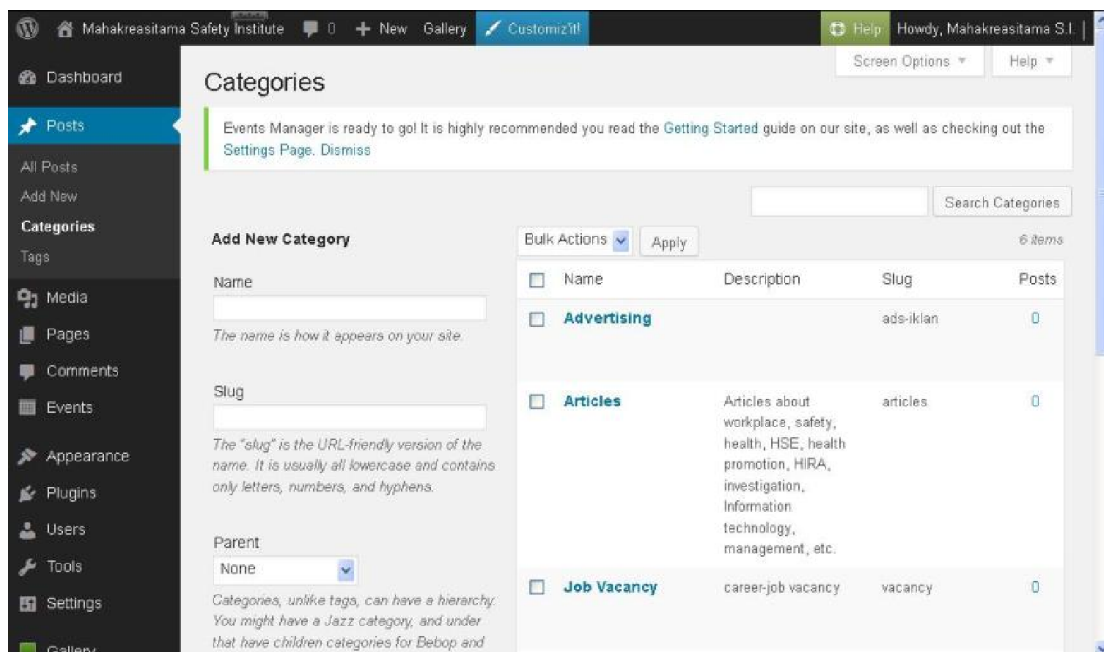 Mahakreasitama Safety Institute 0 + New Gallery Customiz'it! Help Howdy, Mahakreasitama S.I.
Dashboard
Posts
All Posts
Add New
Categories
Tags
Media
Pages
Comments
Events
Appearance
Plugins
Users
Tools
Settings
Gallery
Screen Options Help
Categories
Events Manager is ready to go! It is highly recommended you read the Getting Started guide on our site, as well as checking out the
Settings Page. Dismiss
Search Categories
Add New Category
Name
The name is how it appears on your site.
Slug
The "slug" is the URL-friendly version of the
name. It is usually all lowercase and contains
only letters, numbers, and hyphens.
Parent
None
Categories, unlike tags, can have a hierarchy.
You might have a Jazz category, and under
that have children categories for Bebop and
Bulk Actions Apply 6 items
Name Description Slug Posts
Advertising ads-iklan 0
Articles Articles about articles 0
workplace, safety,
health, HSE, health
promotion, HIRA,
investigation,
Information
technology,
management, etc.
Job Vacancy career-job vacancy vacancy 0